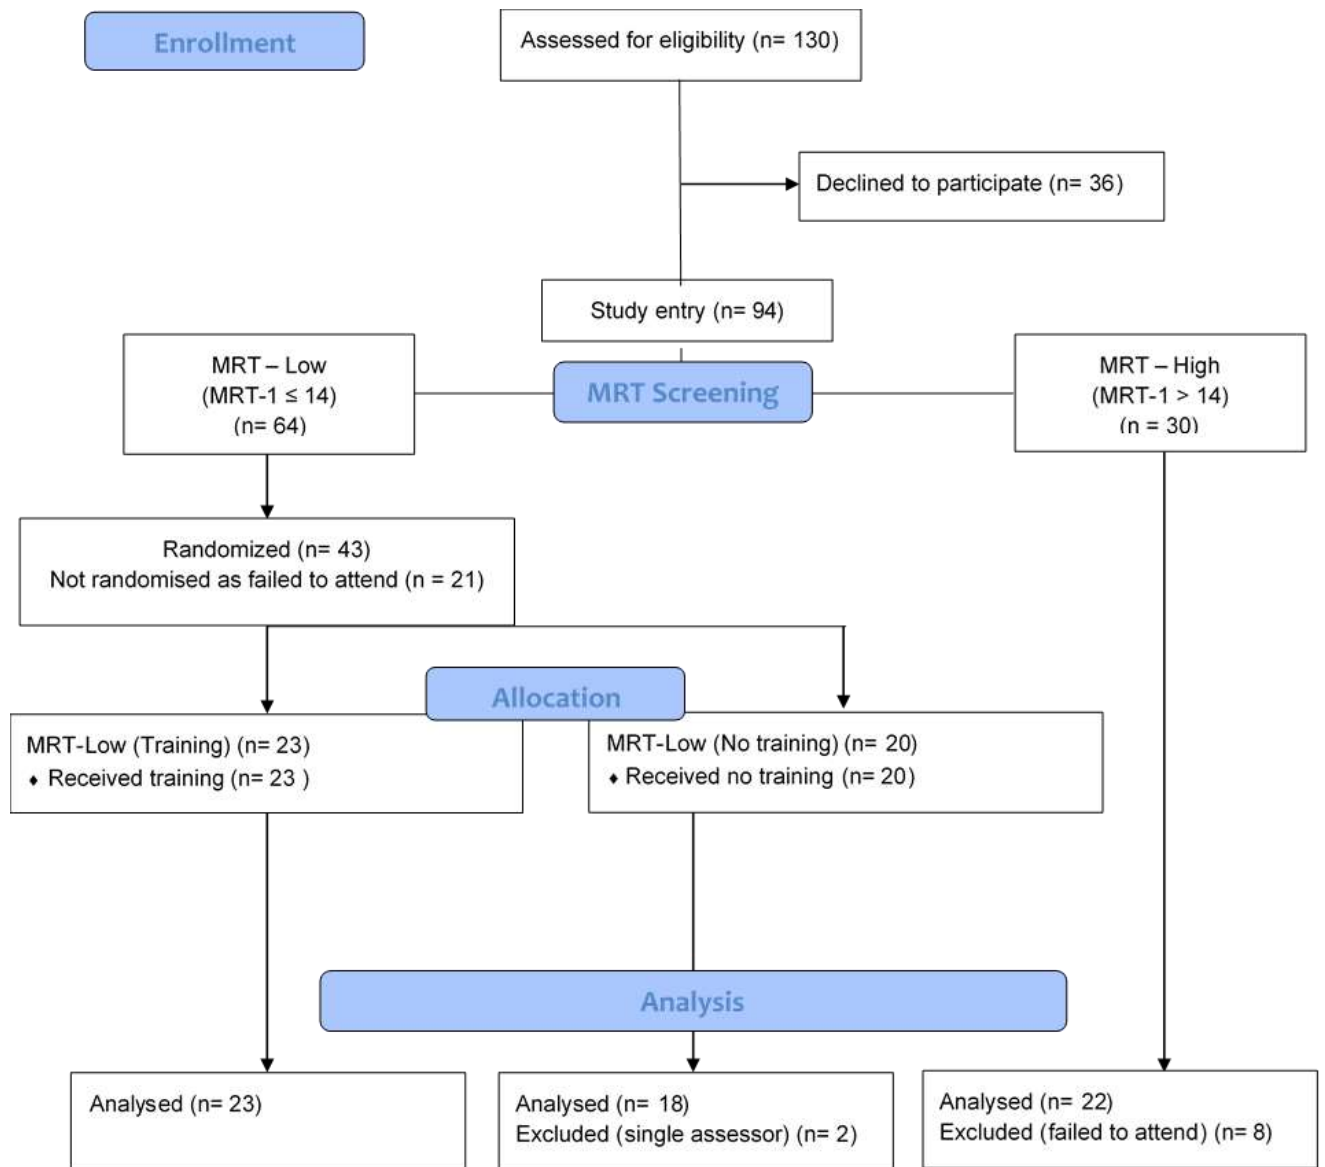 Enrollment
Assessed for eligibility (n= 130)
Declined to participate (n= 36)
Study entry (n= 94)
MRT – Low
(MRT-1 ≤ 14)
(n= 64)
MRT Screening
MRT – High
(MRT-1 > 14)
(n = 30)
Randomized (n= 43)
Not randomised as failed to attend (n = 21)
Allocation
MRT-Low (Training) (n= 23)
♦ Received training (n= 23 )
MRT-Low (No training) (n= 20)
♦ Received no training (n= 20)
Analysis
Analysed (n= 23)
Analysed (n= 18)
Excluded (single assessor) (n= 2)
Analysed (n= 22)
Excluded (failed to attend) (n= 8)